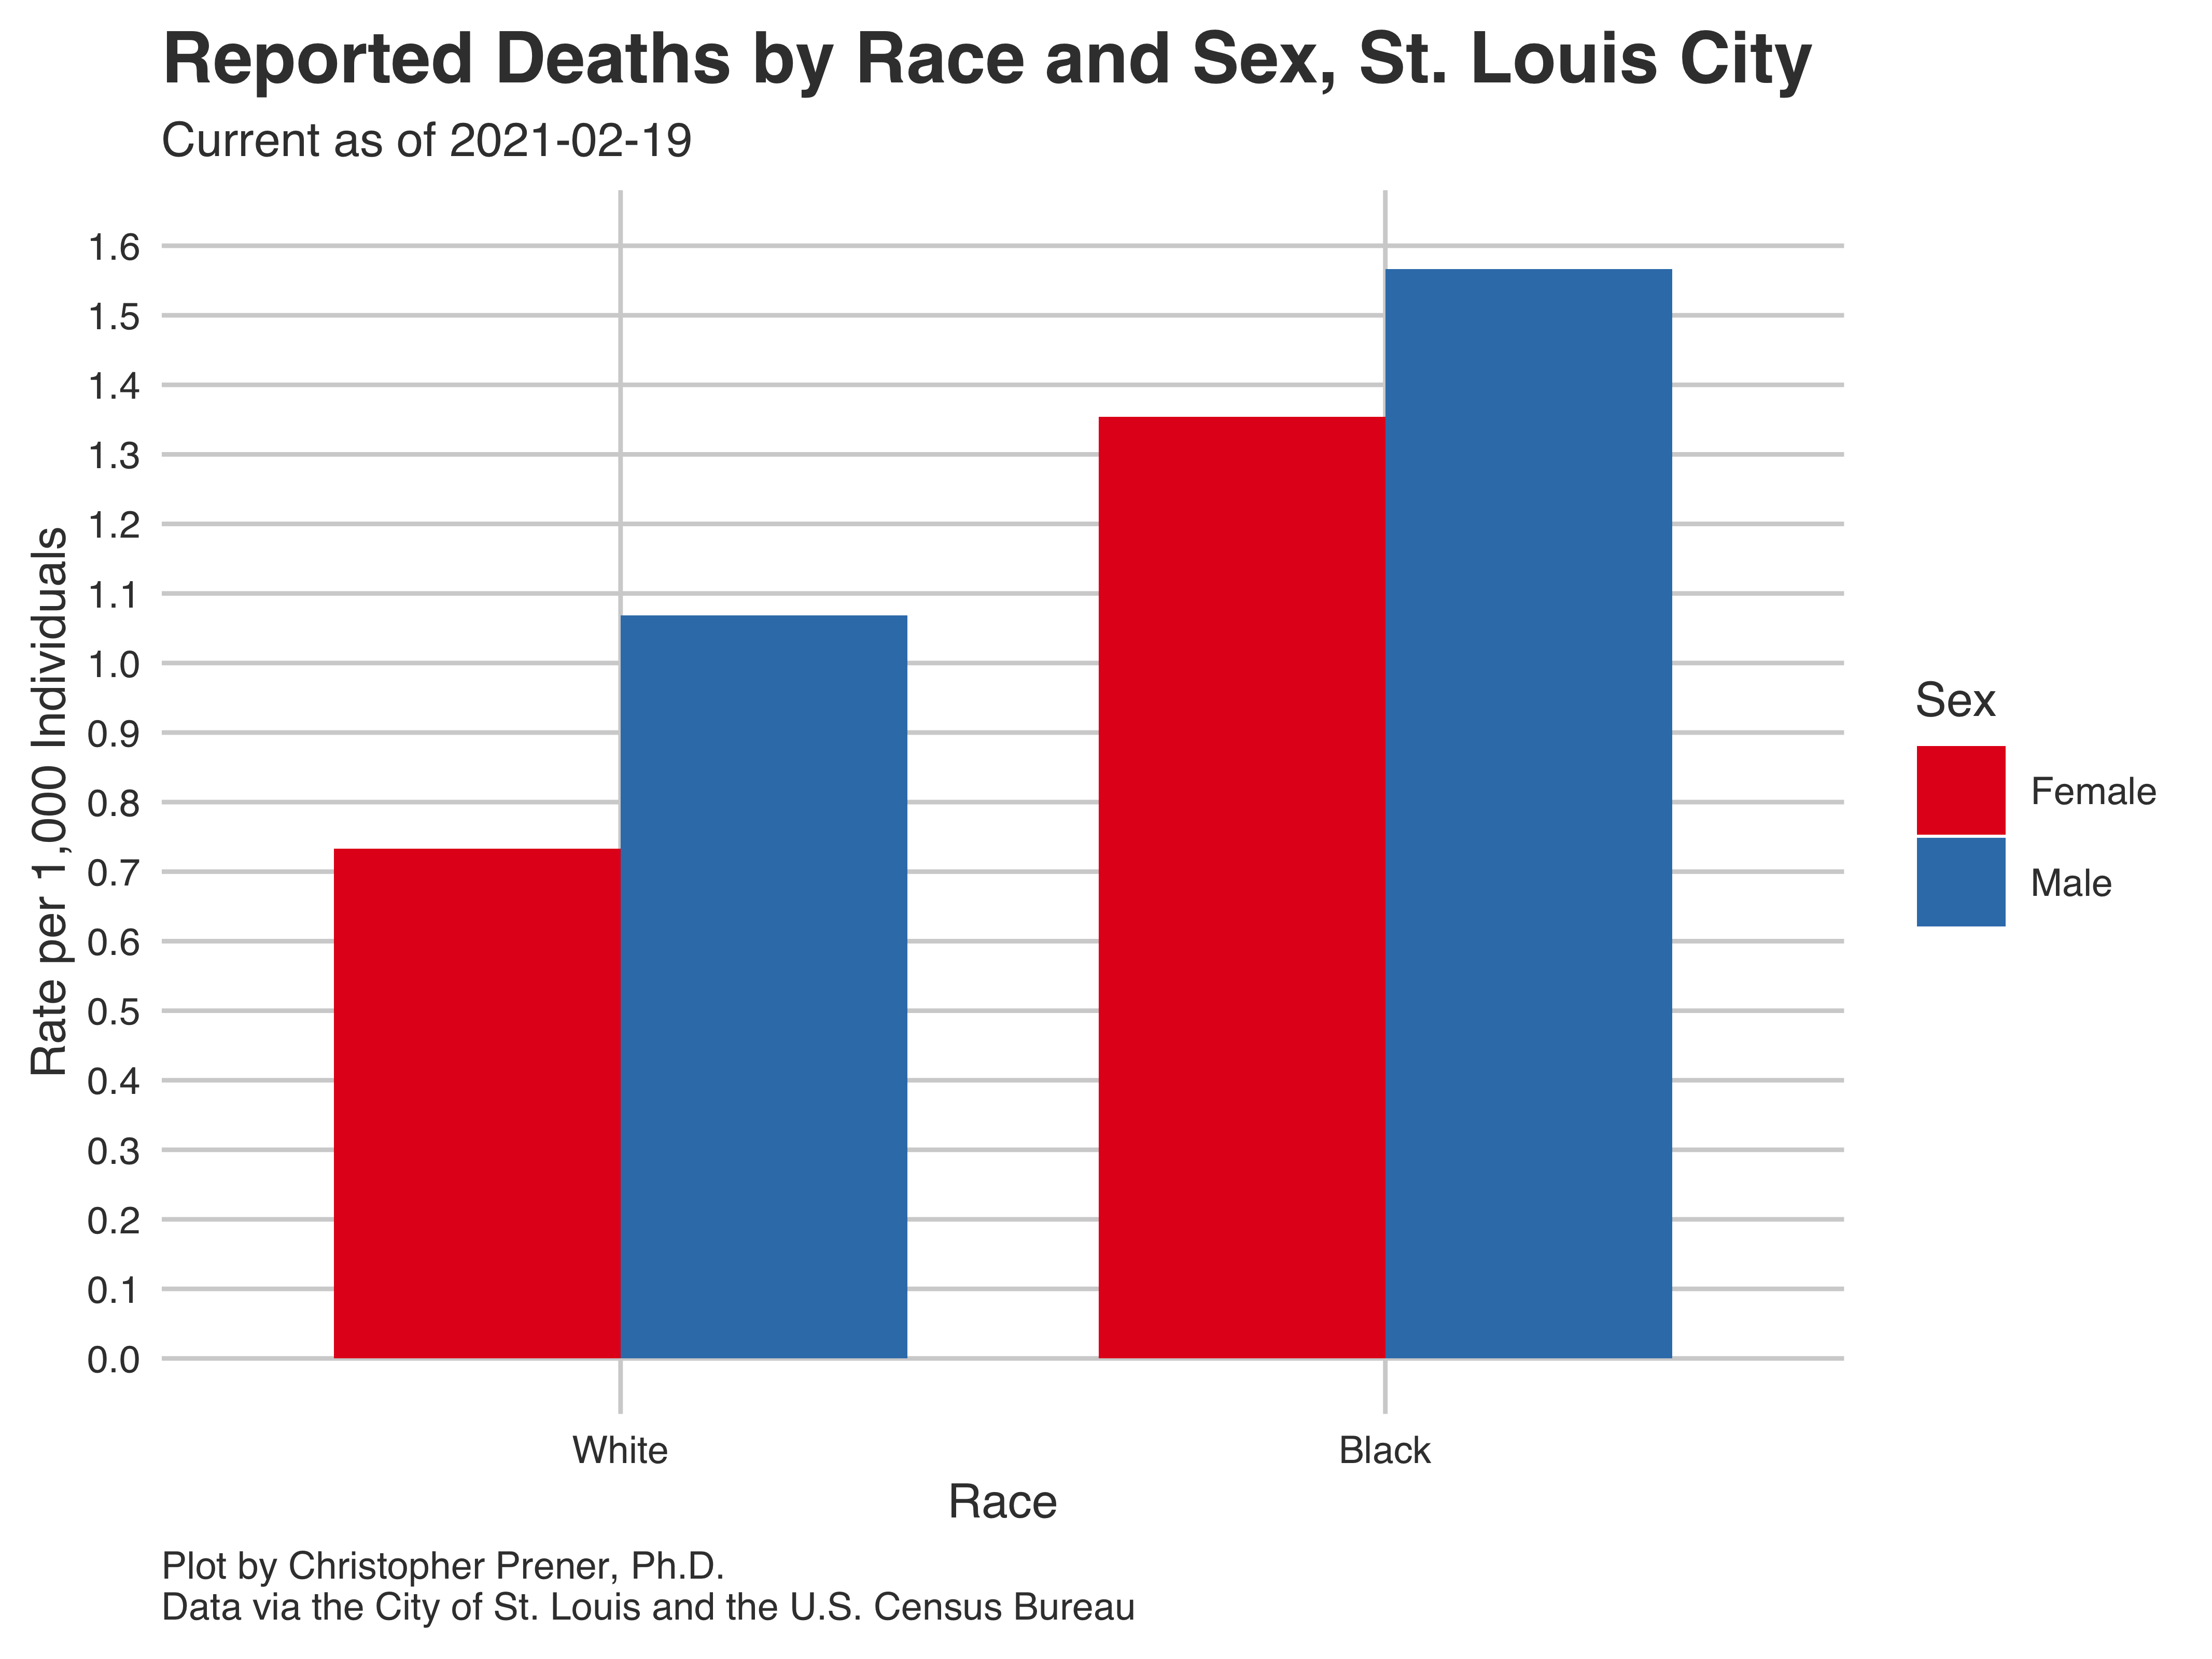 Reported Deaths by Race and Sex, St. Louis City
Current as of 2021-02-19
Rate per 1,000 Individuals
1.6
1.5
1.4
1.3
1.2
1.1
1.0
0.9
0.8
0.7
0.6
0.5
0.4
0.3
0.2
0.1
0.0
White
Black
Race
Sex
Female
Male
Plot by Christopher Prener, Ph.D.
Data via the City of St. Louis and the U.S. Census Bureau